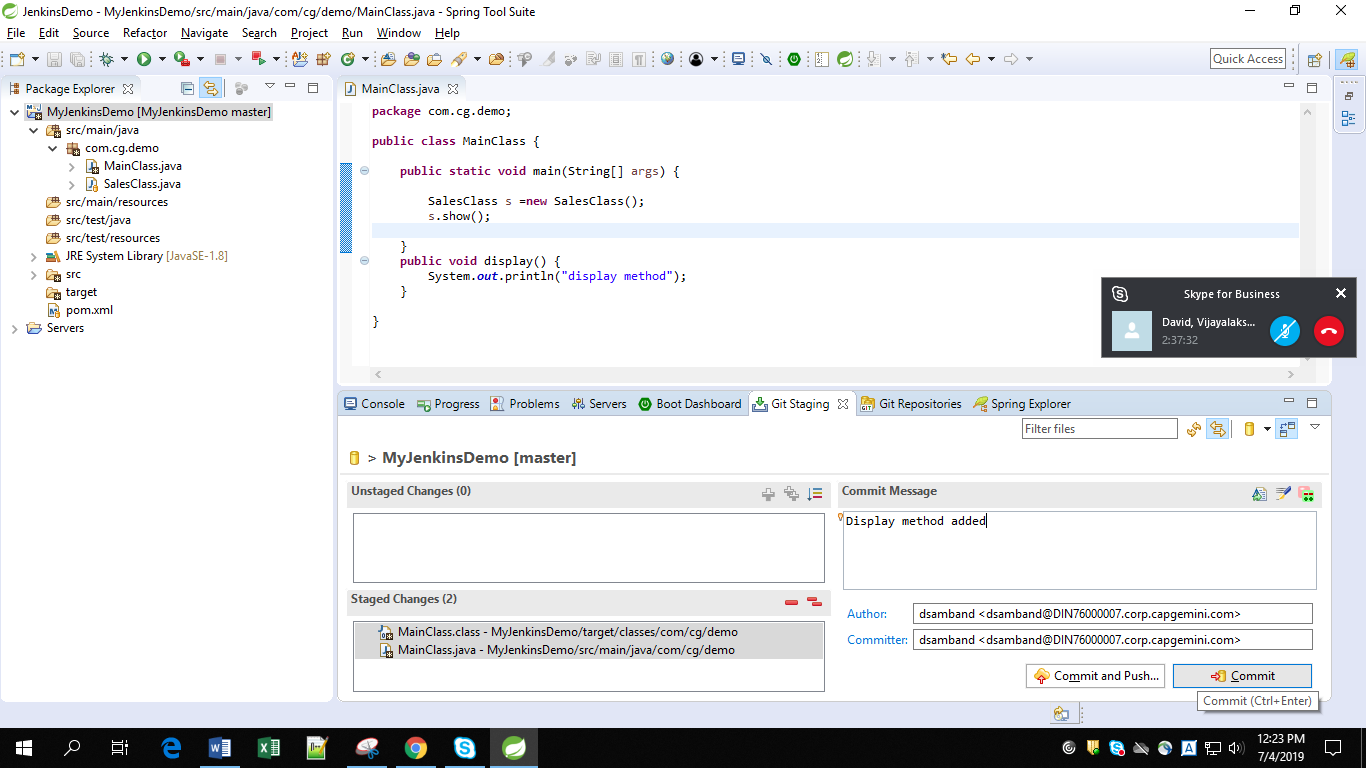 JenkinsDemo - MyJenkinsDemo/src/main/java/com/cg/demo/MainClass.java - Spring Tool Suite
File Edit Source Refactor Navigate Search Project Run Window Help
Quick Access
Package Explorer
MyJenkinsDemo [MyJenkinsDemo master]
src/main/java
com.cg.demo
MainClass.java
SalesClass.java
src/main/resources
src/test/java
src/test/resources
JRE System Library [JavaSE-1.8]
src
target
pom.xml
Servers
MainClass.java
package com.cg.demo;
public class MainClass {
public static void main(String[] args) {
SalesClass s =new SalesClass();
s.show();
}
public void display() {
System.out.println("display method");
}
}
Skype for Business
David, Vijayalaks...
2:37:32
Console Progress Problems Servers Boot Dashboard Git Staging Git Repositories Spring Explorer
Filter files
> MyJenkinsDemo [master]
Unstaged Changes (0)
Staged Changes (2)
MainClass.class - MyJenkinsDemo/target/classes/com/cg/demo
MainClass.java - MyJenkinsDemo/src/main/java/com/cg/demo
Commit Message
Display method added
Author: dsamband <dsamband@DIN76000007.corp.capgemini.com>
Committer: dsamband <dsamband@DIN76000007.corp.capgemini.com>
Commit and Push... Commit
Commit (Ctrl+Enter)
12:23 PM
7/4/2019